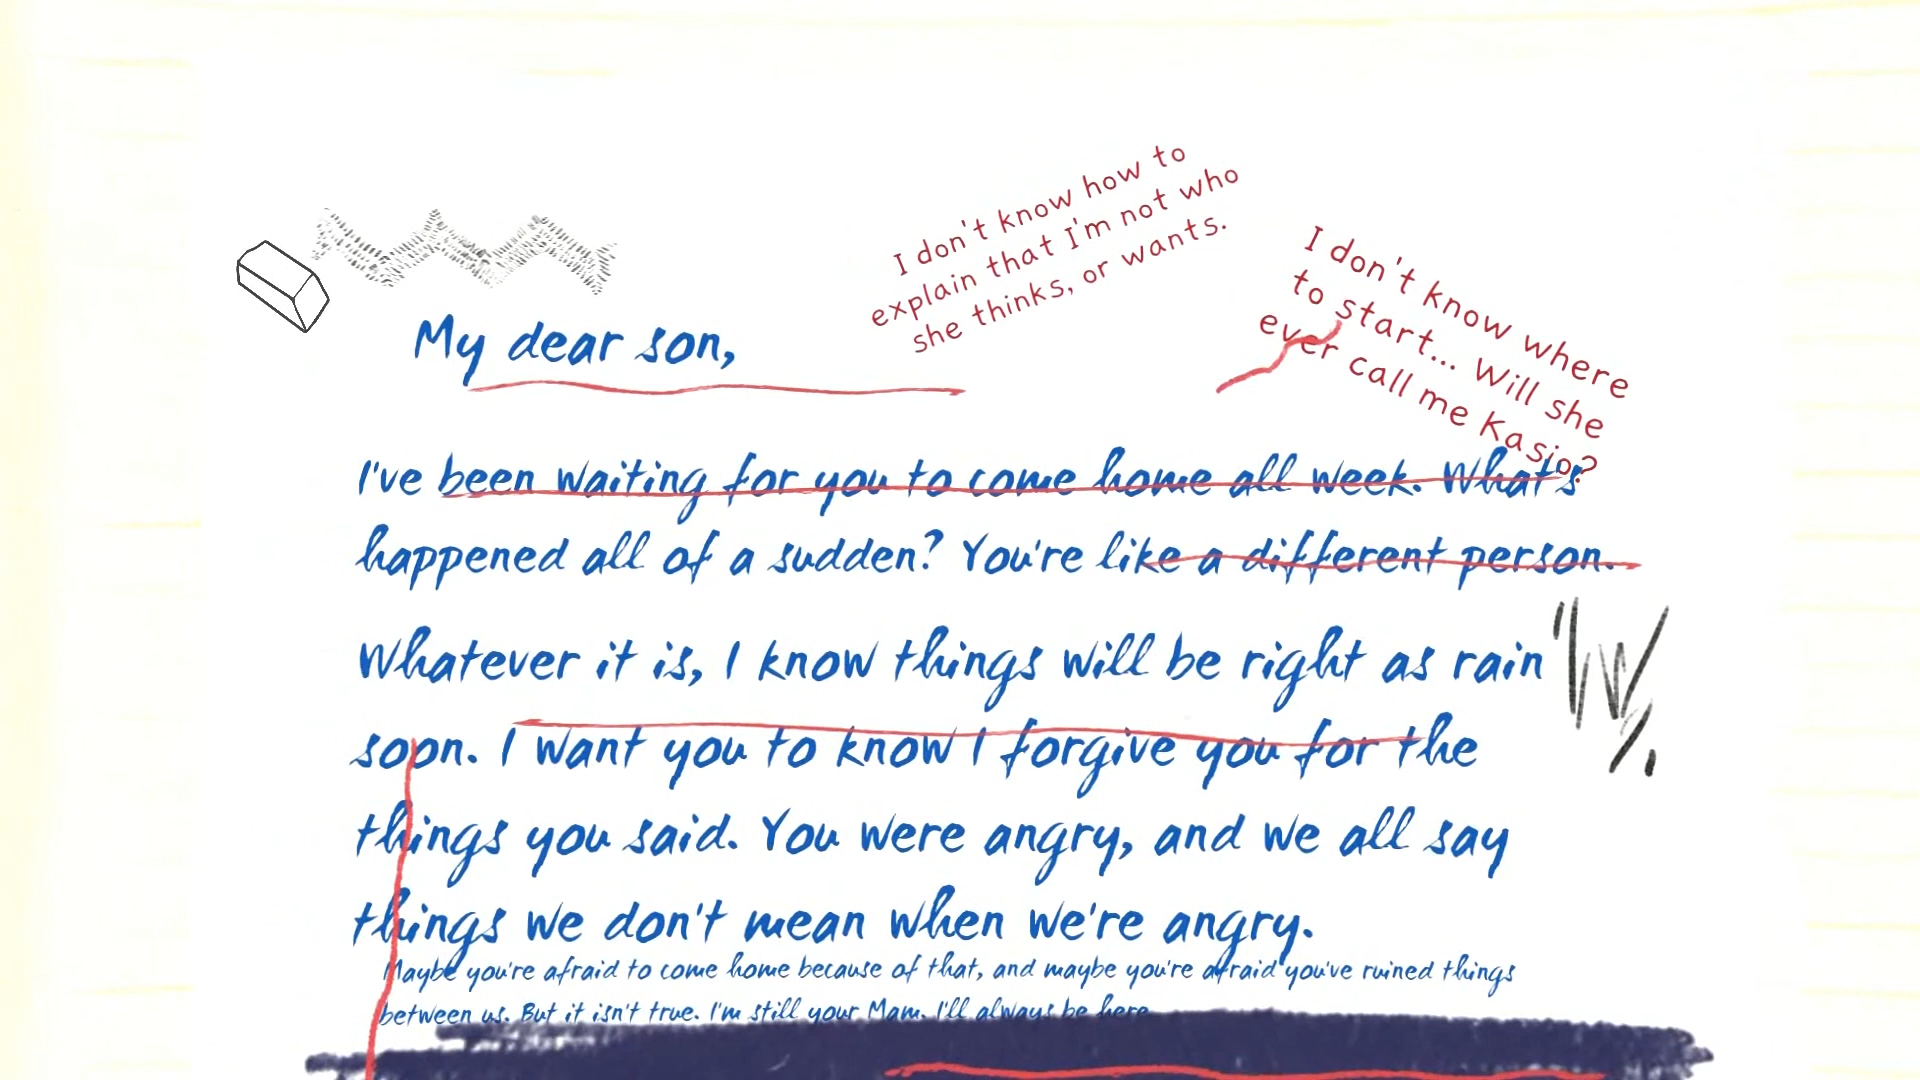 I don't know how to
explain that I'm not who
she thinks, or wants.
I don't know where
to start... Will she
ever call me Kasio?
My dear son,
I've been waiting for you to come home all week. What's
happened all of a sudden? You're like a different person.
Whatever it is, I know things will be right as rain
soon. I want you to know I forgive you for the
things you said. You were angry, and we all say
things we don't mean when we're angry.
Maybe you're afraid to come home because of that, and maybe you're afraid you've ruined things
between us. But it isn't true. I'm still your Mam. I'll always be here